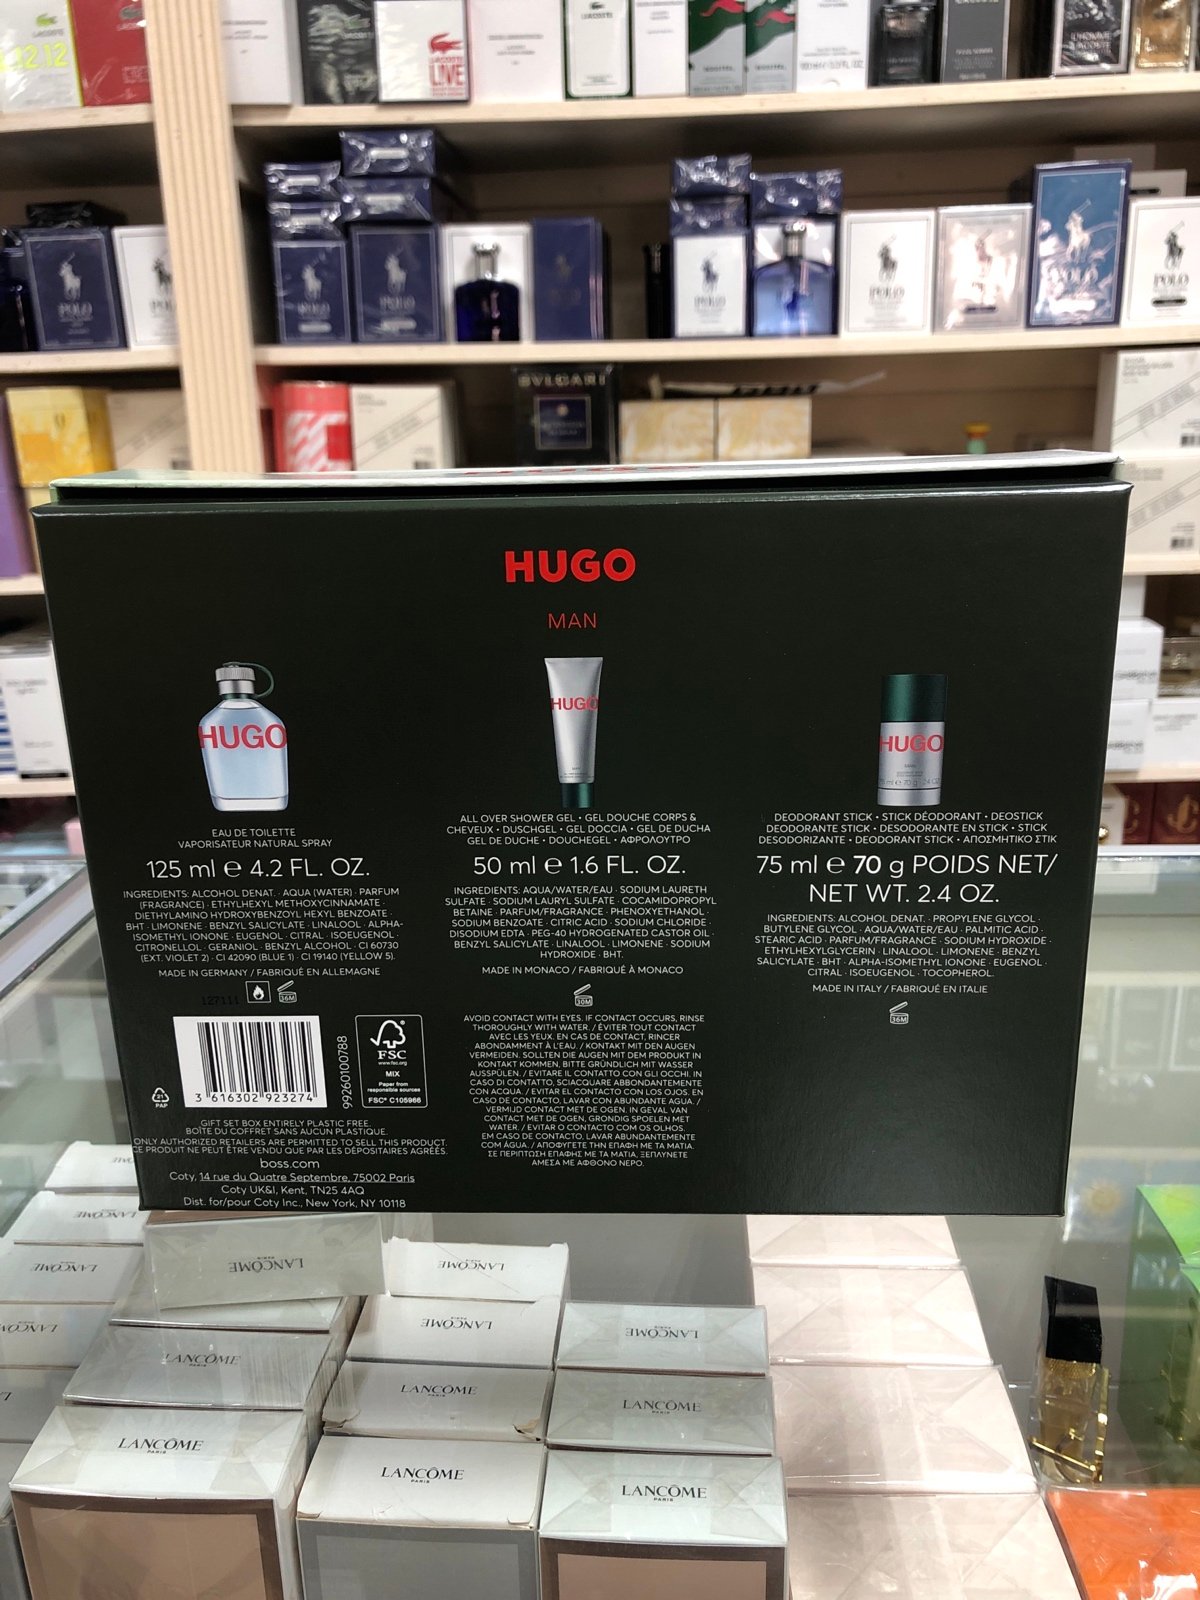 LACOSTE
12 12
LACOSTE
LIVE
LACOSTE
POLO
POLO
POLO
POLO
POLO
POLO
POLO
POLO
BVLGARI
HUGO
MAN
HUGO
EAU DE TOILETTE
VAPORISATEUR NATURAL SPRAY
125 ml ℮ 4.2 FL. OZ.
INGREDIENTS: ALCOHOL DENAT. · AQUA (WATER) · PARFUM
(FRAGRANCE) · ETHYLHEXYL METHOXYCINNAMATE ·
DIETHYLAMINO HYDROXYBENZOYL HEXYL BENZOATE ·
BHT · LIMONENE · BENZYL SALICYLATE · LINALOOL · ALPHA-
ISOMETHYL IONONE · EUGENOL · CITRAL · ISOEUGENOL ·
CITRONELLOL · GERANIOL · BENZYL ALCOHOL · CI 60730
(EXT. VIOLET 2) · CI 42090 (BLUE 1) · CI 19140 (YELLOW 5).
MADE IN GERMANY / FABRIQUÉ EN ALLEMAGNE
127111
36M
3 616302 923274
99260100788
FSC
www.fsc.org
MIX
Paper from
responsible sources
FSC® C105966
21
PAP
GIFT SET BOX ENTIRELY PLASTIC FREE.
BOÎTE DU COFFRET SANS AUCUN PLASTIQUE.
ONLY AUTHORIZED RETAILERS ARE PERMITTED TO SELL THIS PRODUCT.
CE PRODUIT NE PEUT ÊTRE VENDU QUE PAR LES DÉPOSITAIRES AGRÉÉS.
boss.com
Coty, 14 rue du Quatre Septembre, 75002 Paris
Coty UK&I, Kent, TN25 4AQ
Dist. for/pour Coty Inc., New York, NY 10118
HUGO
ALL OVER SHOWER GEL · GEL DOUCHE CORPS &
CHEVEUX · DUSCHGEL · GEL DOCCIA · GEL DE DUCHA
GEL DE DUCHE · DOUCHEGEL · ΑΦΡΟΛΟΥΤΡΟ
50 ml ℮ 1.6 FL. OZ.
INGREDIENTS: AQUA/WATER/EAU · SODIUM LAURETH
SULFATE · SODIUM LAURYL SULFATE · COCAMIDOPROPYL
BETAINE · PARFUM/FRAGRANCE · PHENOXYETHANOL ·
SODIUM BENZOATE · CITRIC ACID · SODIUM CHLORIDE ·
DISODIUM EDTA · PEG-40 HYDROGENATED CASTOR OIL ·
BENZYL SALICYLATE · LINALOOL · LIMONENE · SODIUM
HYDROXIDE · BHT.
MADE IN MONACO / FABRIQUÉ À MONACO
30M
AVOID CONTACT WITH EYES. IF CONTACT OCCURS, RINSE
THOROUGHLY WITH WATER. / ÉVITER TOUT CONTACT
AVEC LES YEUX. EN CAS DE CONTACT, RINCER
ABONDAMMENT À L'EAU. / KONTAKT MIT DEN AUGEN
VERMEIDEN. SOLLTEN DIE AUGEN MIT DEM PRODUKT IN
KONTAKT KOMMEN, BITTE GRÜNDLICH MIT WASSER
AUSSPÜLEN. / EVITARE IL CONTATTO CON GLI OCCHI. IN
CASO DI CONTATTO, SCIACQUARE ABBONDANTEMENTE
CON ACQUA. / EVITAR EL CONTACTO CON LOS OJOS. EN
CASO DE CONTACTO, LAVAR CON ABUNDANTE AGUA. /
VERMIJD CONTACT MET DE OGEN. IN GEVAL VAN
CONTACT MET DE OGEN, GRONDIG SPOELEN MET
WATER. / EVITAR O CONTACTO COM OS OLHOS.
EM CASO DE CONTACTO, LAVAR ABUNDANTEMENTE
COM ÁGUA. / ΑΠΟΦΥΓΕΤΕ ΤΗΝ ΕΠΑΦΗ ΜΕ ΤΑ ΜΑΤΙΑ.
ΣΕ ΠΕΡΙΠΤΩΣΗ ΕΠΑΦΗΣ ΜΕ ΤΑ ΜΑΤΙΑ, ΞΕΠΛΥΝΕΤΕ
ΑΜΕΣΑ ΜΕ ΑΦΘΟΝΟ ΝΕΡΟ.
HUGO
MAN
75 ml ℮ 70 g
DEODORANT STICK · STICK DÉODORANT · DEOSTICK
DEODORANTE STICK · DESODORANTE EN STICK · STICK
DESODORIZANTE · DEODORANT STICK · ΑΠΟΣΜΗΤΙΚΟ ΣΤΙΚ
75 ml ℮ 70 g POIDS NET/
NET WT. 2.4 OZ.
INGREDIENTS: ALCOHOL DENAT. · PROPYLENE GLYCOL ·
BUTYLENE GLYCOL · AQUA/WATER/EAU · PALMITIC ACID ·
STEARIC ACID · PARFUM/FRAGRANCE · SODIUM HYDROXIDE ·
ETHYLHEXYLGLYCERIN · LINALOOL · LIMONENE · BENZYL
SALICYLATE · BHT · ALPHA-ISOMETHYL IONONE · EUGENOL ·
CITRAL · ISOEUGENOL · TOCOPHEROL.
MADE IN ITALY / FABRIQUÉ EN ITALIE
36M
LANCÔME
LANCÔME
LANCÔME
LANCÔME
LANCÔME
LANCÔME
LANCÔME
LANCÔME
LANCÔME
LANCÔME
LANCÔME
PARIS
LANCÔME
PARIS
LANCÔME
PARIS